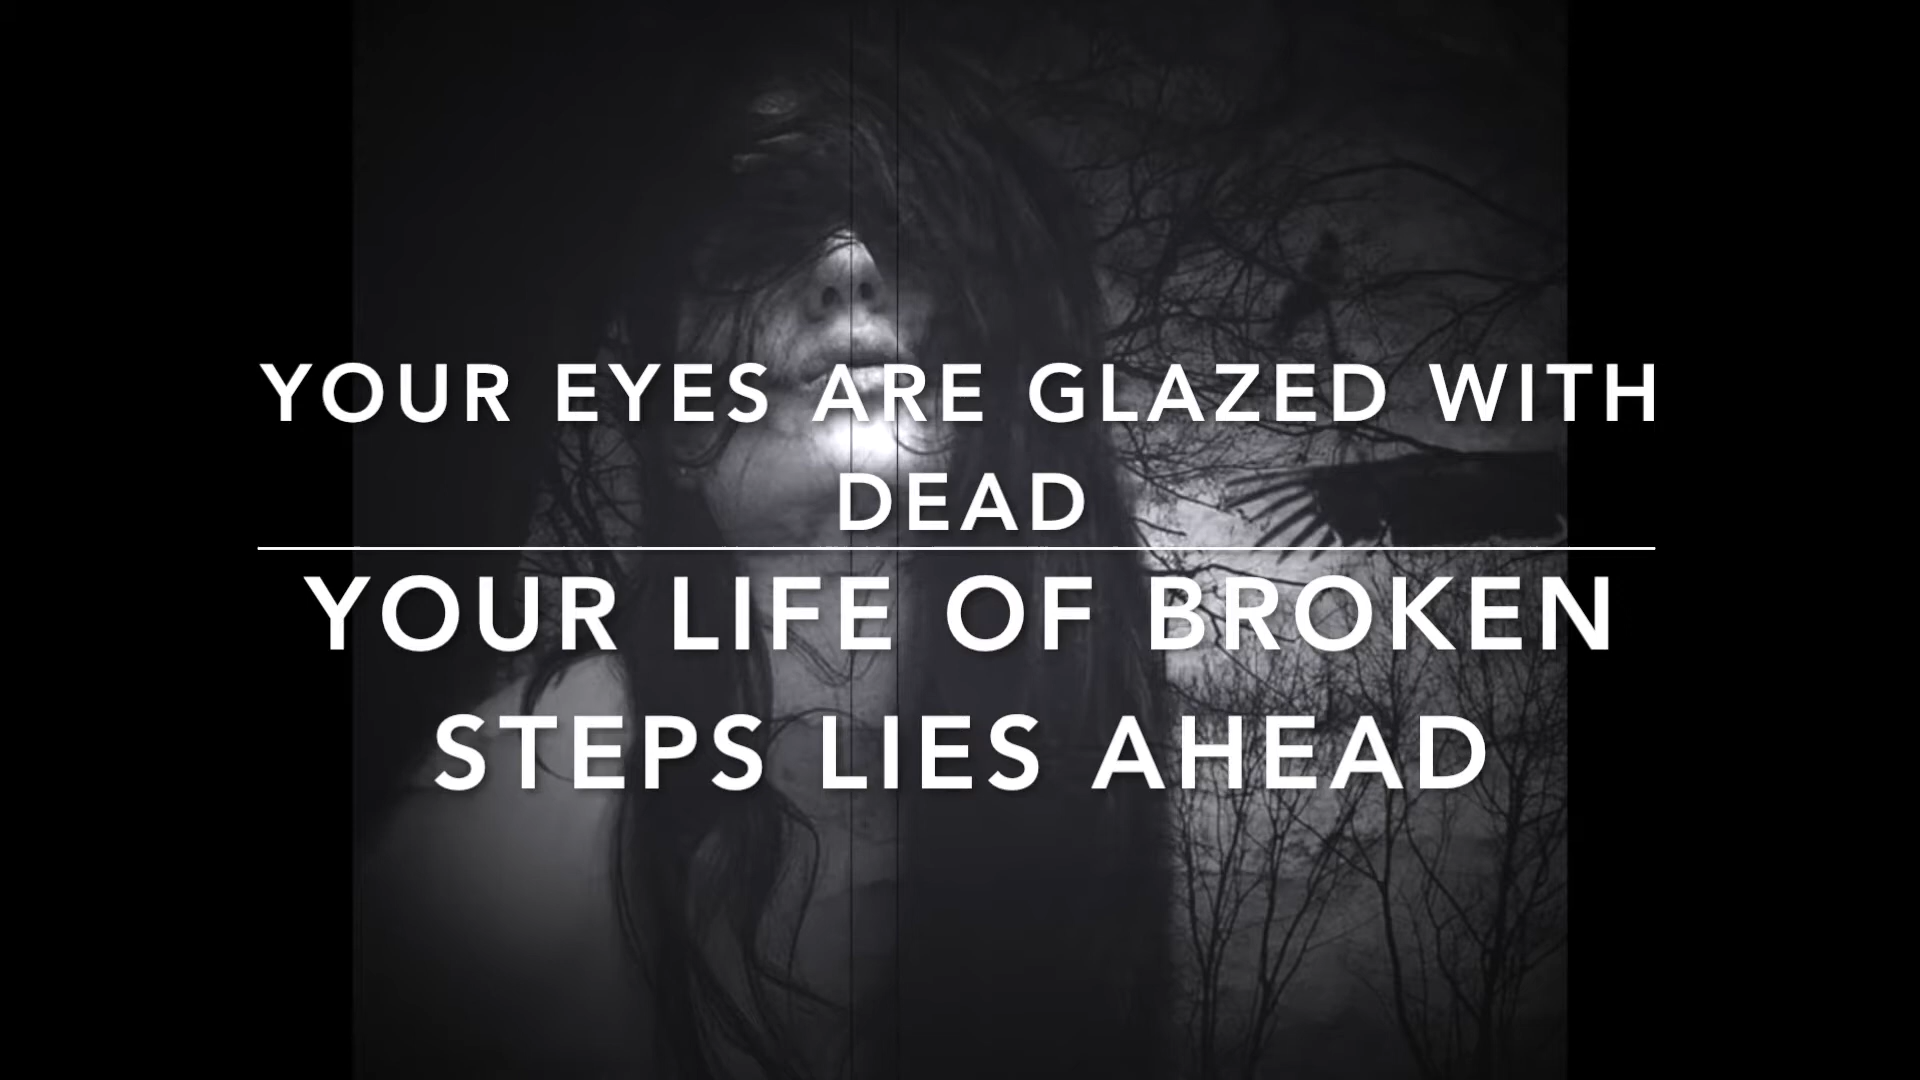 YOUR EYES ARE GLAZED WITH
DEAD
YOUR LIFE OF BROKEN
STEPS LIES AHEAD